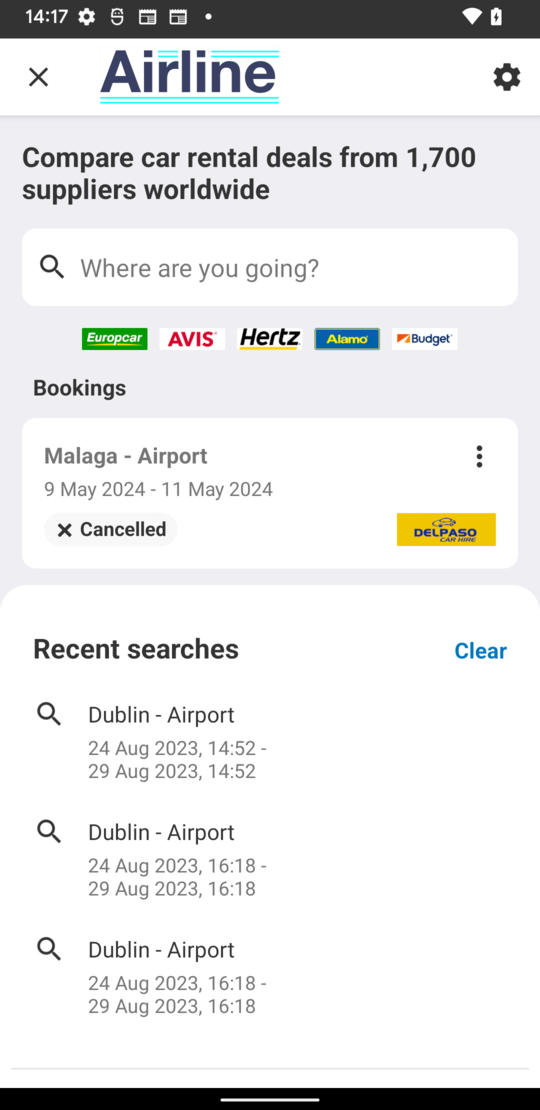 14:17
Airline
Compare car rental deals from 1,700
suppliers worldwide
Where are you going?
Europcar AVIS Hertz. Alamo Budget
Bookings
Malaga - Airport
9 May 2024 - 11 May 2024
Cancelled
DELPASO
CAR HIRE
Recent searches
Clear
Dublin - Airport
24 Aug 2023, 14:52 -
29 Aug 2023, 14:52
Dublin - Airport
24 Aug 2023, 16:18 -
29 Aug 2023, 16:18
Dublin - Airport
24 Aug 2023, 16:18 -
29 Aug 2023, 16:18